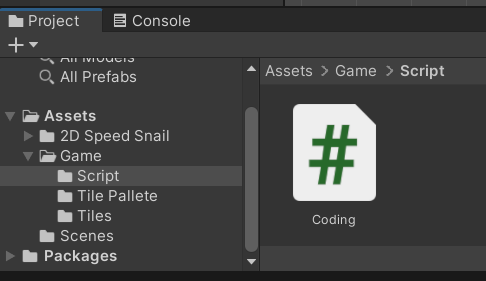 Project
Console
All Models
All Prefabs
Assets
2D Speed Snail
Game
Script
Tile Pallete
Tiles
Scenes
Packages
Assets > Game > Script
#
Coding